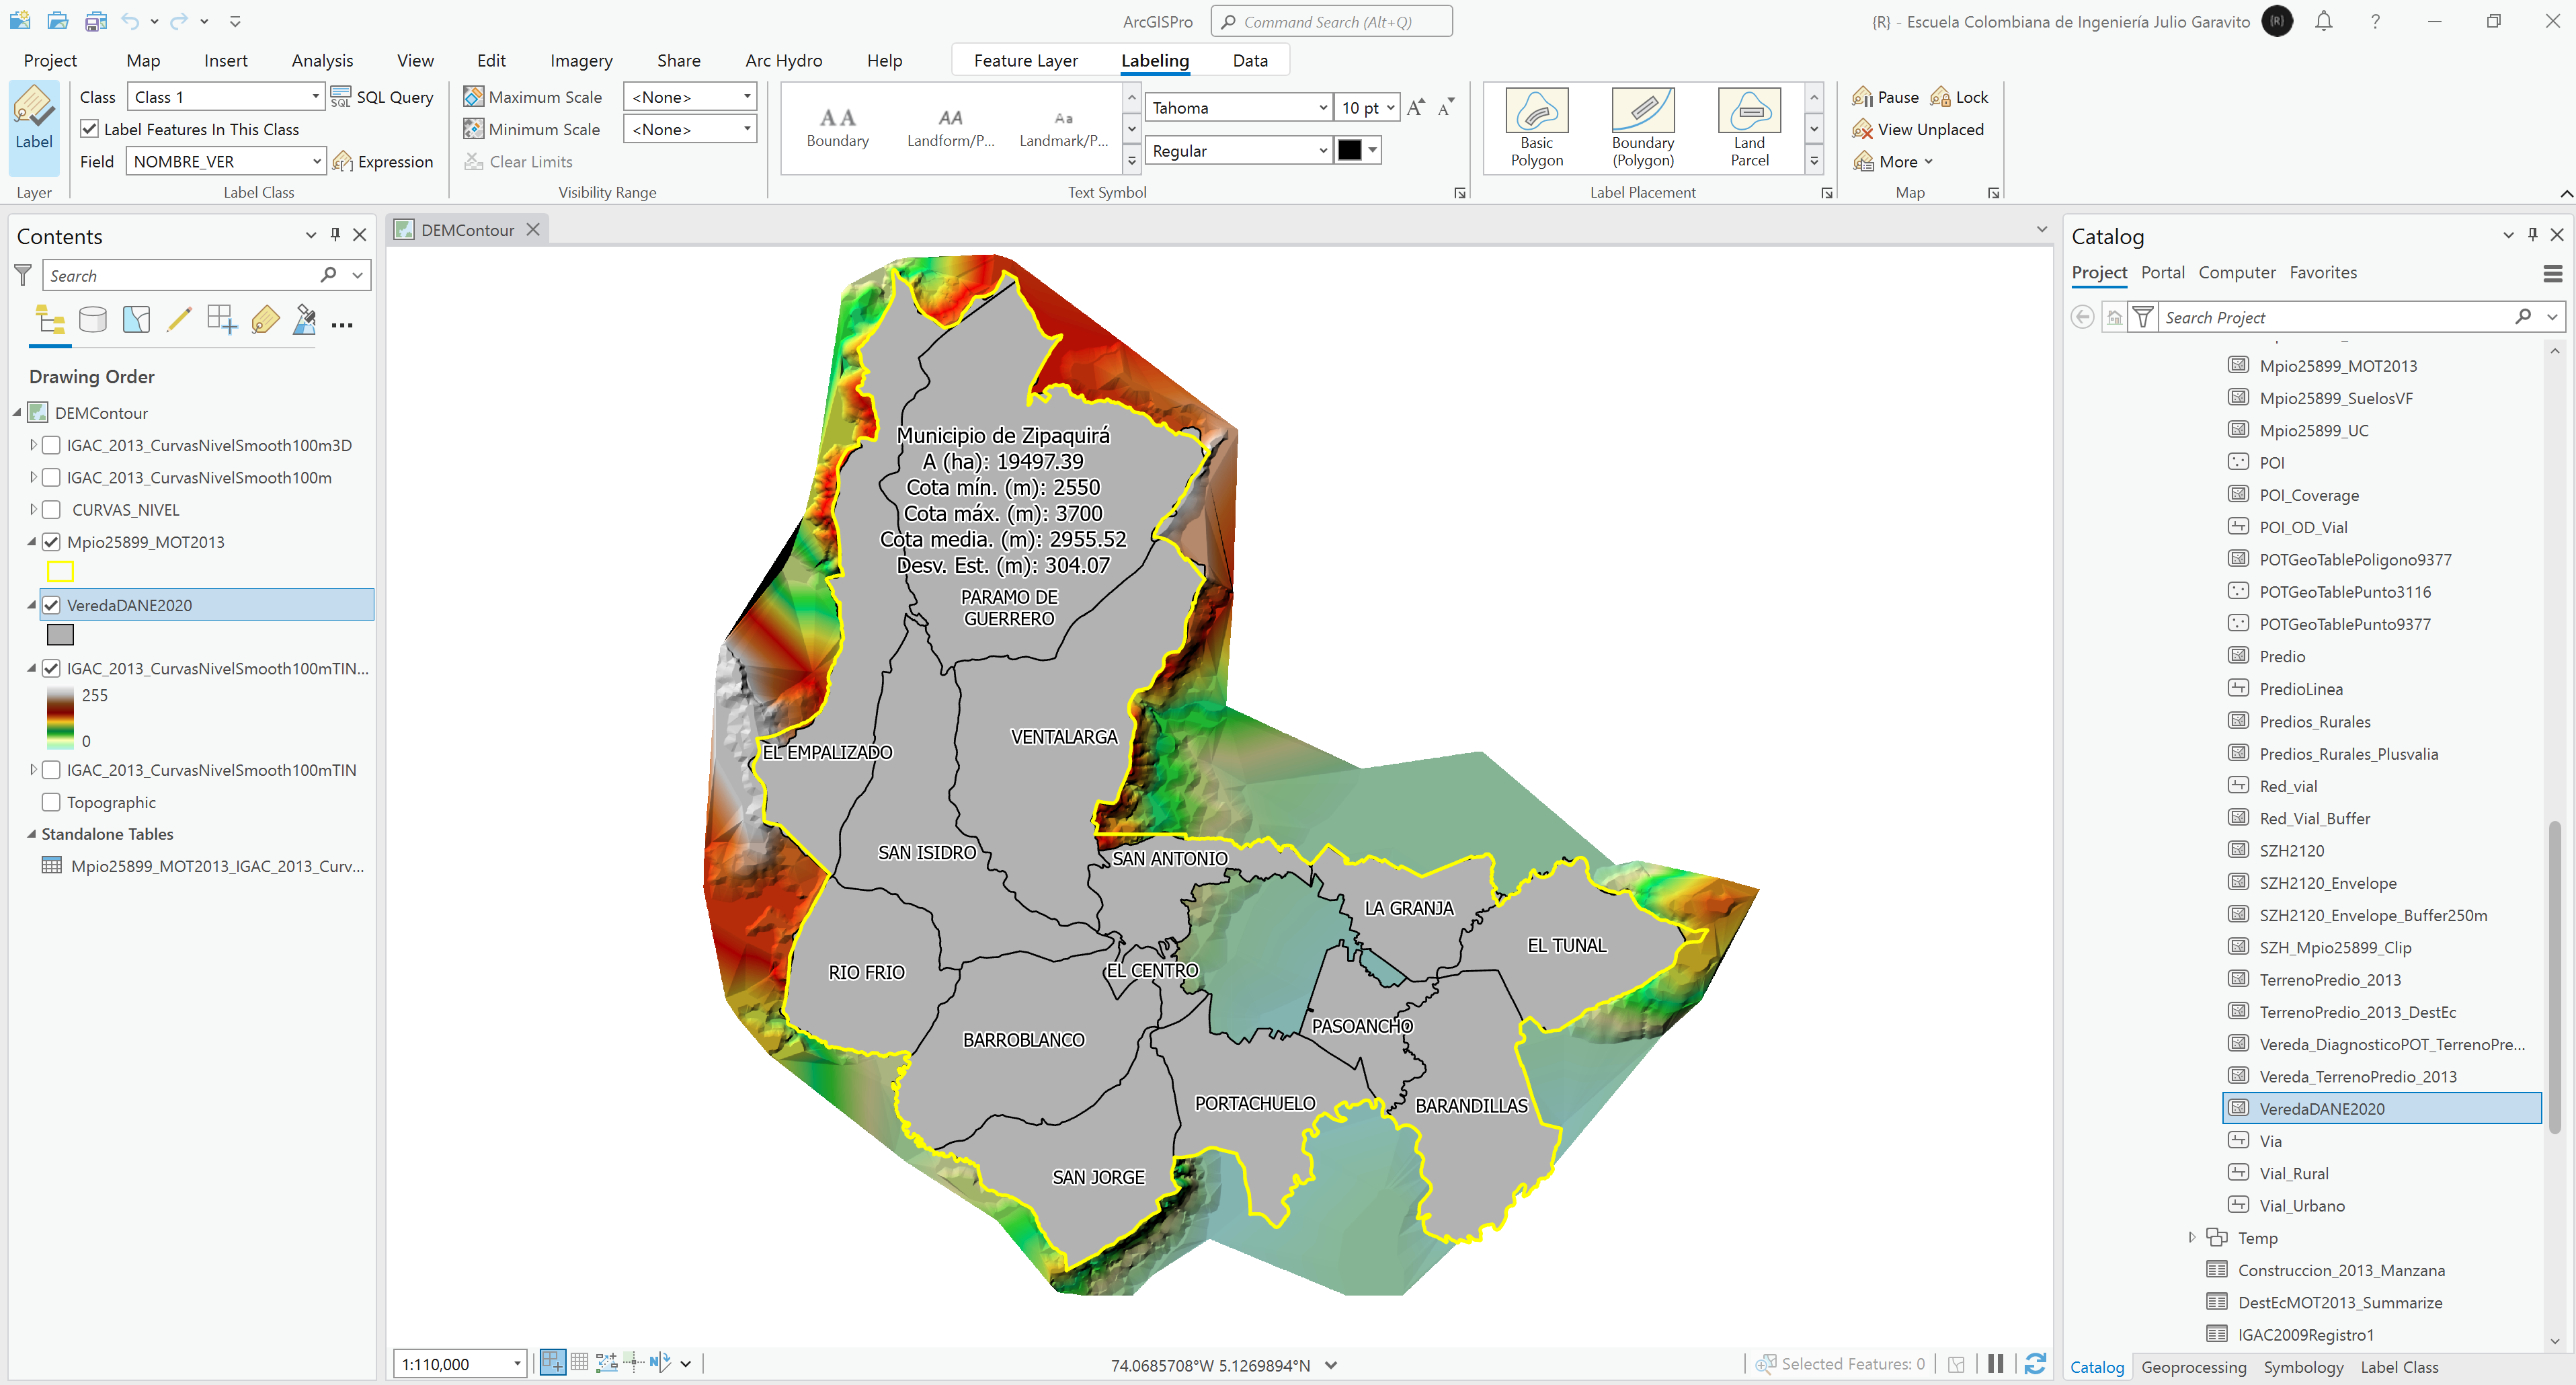 ArcGISPro
Command Search (Alt+Q)
{R} - Escuela Colombiana de Ingeniería Julio Garavito
{R}
Project
Map
Insert
Analysis
View
Edit
Imagery
Share
Arc Hydro
Help
Feature Layer
Labeling
Data
Label
Layer
Class
Class 1
SQL
SQL Query
Label Features In This Class
Field
NOMBRE_VER
Expression
Label Class
Maximum Scale
<None>
Minimum Scale
<None>
Clear Limits
Visibility Range
AA
Boundary
AA
Landform/P...
Aa
Landmark/P...
Tahoma
10 pt
Regular
Text Symbol
Basic
Polygon
Boundary
(Polygon)
Land
Parcel
Label Placement
Pause
Lock
View Unplaced
More
Map
Contents
Search
Drawing Order
DEMContour
IGAC_2013_CurvasNivelSmooth100m3D
IGAC_2013_CurvasNivelSmooth100m
CURVAS_NIVEL
Mpio25899_MOT2013
VeredaDANE2020
IGAC_2013_CurvasNivelSmooth100mTIN...
255
0
IGAC_2013_CurvasNivelSmooth100mTIN
Topographic
Standalone Tables
Mpio25899_MOT2013_IGAC_2013_Curv...
DEMContour
Municipio de Zipaquirá
A (ha): 19497.39
Cota mín. (m): 2550
Cota máx. (m): 3700
Cota media. (m): 2955.52
Desv. Est. (m): 304.07
PARAMO DE
GUERRERO
VENTALARGA
EL EMPALIZADO
SAN ISIDRO
SAN ANTONIO
LA GRANJA
EL TUNAL
RIO FRIO
EL CENTRO
PASOANCHO
BARROBLANCO
PORTACHUELO
BARANDILLAS
SAN JORGE
1:110,000
74.0685708°W 5.1269894°N
Selected Features: 0
Catalog
Project
Portal
Computer
Favorites
Search Project
Mpio25899_MOT2013
Mpio25899_SuelosVF
Mpio25899_UC
POI
POI_Coverage
POI_OD_Vial
POTGeoTablePoligono9377
POTGeoTablePunto3116
POTGeoTablePunto9377
Predio
PredioLinea
Predios_Rurales
Predios_Rurales_Plusvalia
Red_vial
Red_Vial_Buffer
SZH2120
SZH2120_Envelope
SZH2120_Envelope_Buffer250m
SZH_Mpio25899_Clip
TerrenoPredio_2013
TerrenoPredio_2013_DestEc
Vereda_DiagnosticoPOT_TerrenoPre...
Vereda_TerrenoPredio_2013
VeredaDANE2020
Via
Vial_Rural
Vial_Urbano
Temp
Construccion_2013_Manzana
DestEcMOT2013_Summarize
IGAC2009Registro1
Catalog
Geoprocessing
Symbology
Label Class